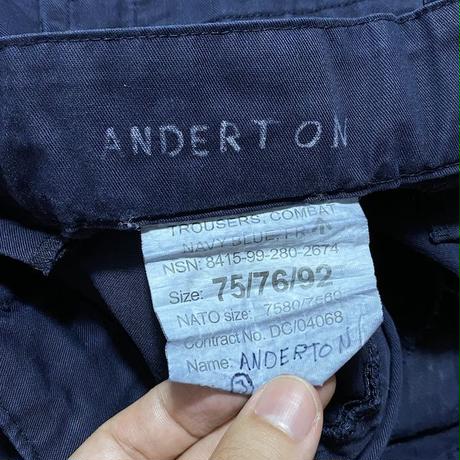 ANDERTON
TROUSERS, COMBAT
NAVY BLUE, FR
NSN: 8415-99-280-2674
Size: 75/76/92
NATO size: 7580/7569
Contract No. DC/04068
Name: ANDERTON